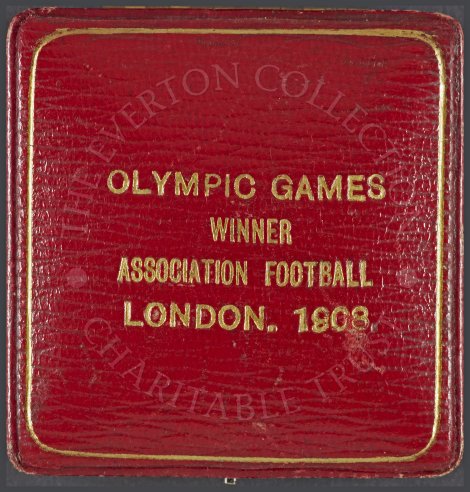 OLYMPIC GAMES
WINNER
ASSOCIATION FOOTBALL
LONDON. 1908
THE EVERTON COLLECTION
CHARITABLE TRUST